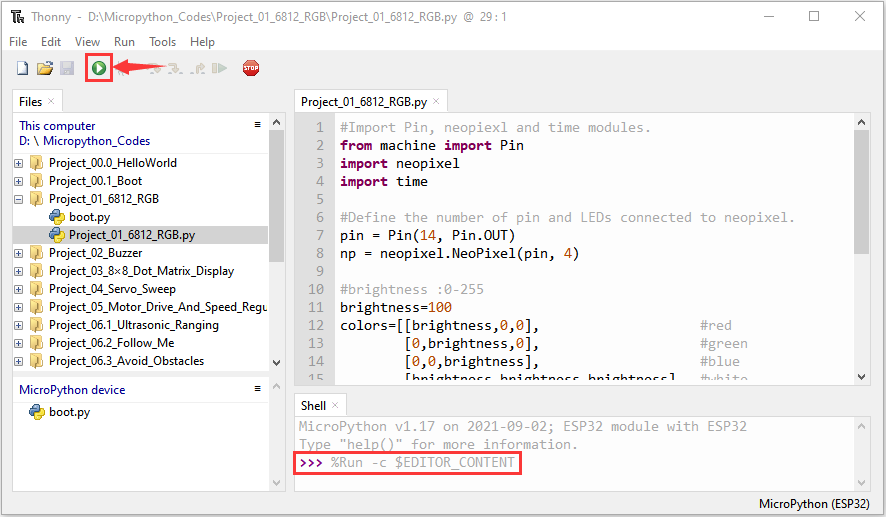 Thonny - D:\Micropython_Codes\Project_01_6812_RGB\Project_01_6812_RGB.py @ 29 : 1
File Edit View Run Tools Help
STOP
Files
This computer
D: \ Micropython_Codes
Project_00.0_HelloWorld
Project_00.1_Boot
Project_01_6812_RGB
boot.py
Project_01_6812_RGB.py
Project_02_Buzzer
Project_03_8×8_Dot_Matrix_Display
Project_04_Servo_Sweep
Project_05_Motor_Drive_And_Speed_Regu
Project_06.1_Ultrasonic_Ranging
Project_06.2_Follow_Me
Project_06.3_Avoid_Obstacles
MicroPython device
boot.py
Project_01_6812_RGB.py
1 #Import Pin, neopiexl and time modules.
2 from machine import Pin
3 import neopixel
4 import time
5
6 #Define the number of pin and LEDs connected to neopixel.
7 pin = Pin(14, Pin.OUT)
8 np = neopixel.NeoPixel(pin, 4)
9
10 #brightness :0-255
11 brightness=100
12 colors=[[brightness,0,0], #red
13 [0,brightness,0], #green
14 [0,0,brightness], #blue
15 [brightness,brightness,brightness], #white
Shell
MicroPython v1.17 on 2021-09-02; ESP32 module with ESP32
Type "help()" for more information.
>>> %Run -c $EDITOR_CONTENT
MicroPython (ESP32)